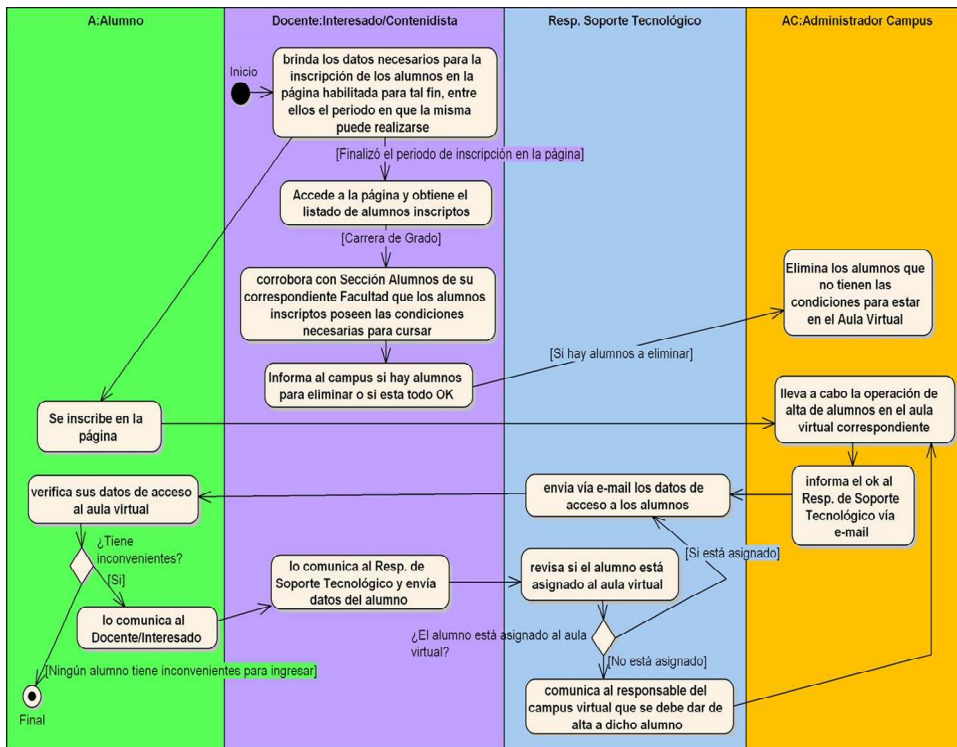 A:Alumno
Docente:Interesado/Contenidista
Resp. Soporte Tecnológico
AC:Administrador Campus
Inicio
brinda los datos necesarios para la
inscripción de los alumnos en la
página habilitada para tal fin, entre
ellos el periodo en que la misma
puede realizarse
[Finalizó el periodo de inscripción en la página]
Accede a la página y obtiene el
listado de alumnos inscriptos
[Carrera de Grado]
corrobora con Sección Alumnos de su
correspondiente Facultad que los alumnos
inscriptos poseen las condiciones
necesarias para cursar
Elimina los alumnos que
no tienen las
condiciones para estar
en el Aula Virtual
[Si hay alumnos a eliminar]
Informa al campus si hay alumnos
para eliminar o si esta todo OK
Se inscribe en la
página
lleva a cabo la operación de
alta de alumnos en el aula
virtual correspondiente
informa el ok al
Resp. de Soporte
Tecnológico vía
e-mail
envia vía e-mail los datos de
acceso a los alumnos
verifica sus datos de acceso
al aula virtual
¿Tiene
inconvenientes?
[Si]
lo comunica al
Docente/Interesado
lo comunica al Resp. de
Soporte Tecnológico y envía
datos del alumno
revisa si el alumno está
asignado al aula virtual
[Si está asignado]
¿El alumno está asignado al aula
virtual?
[No está asignado]
comunica al responsable del
campus virtual que se debe dar de
alta a dicho alumno
[Ningún alumno tiene inconvenientes para ingresar]
Final